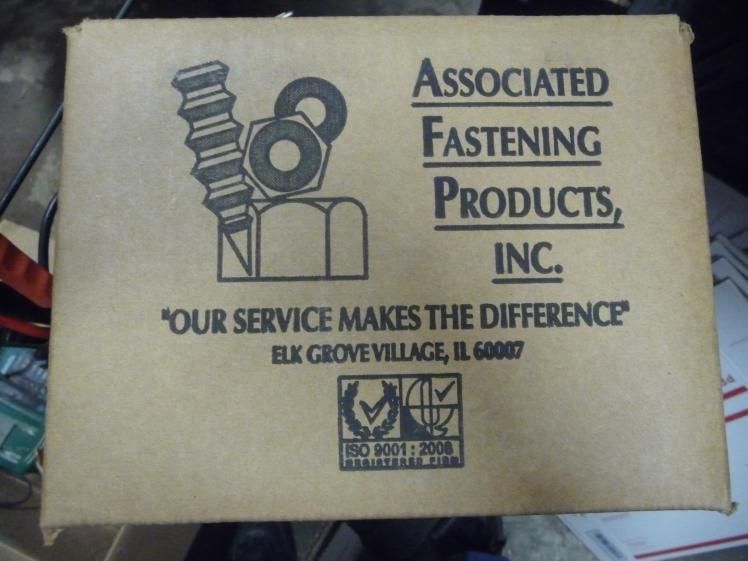 ASSOCIATED
FASTENING
PRODUCTS,
INC.
"OUR SERVICE MAKES THE DIFFERENCE"
ELK GROVE VILLAGE, IL 60007
ISO 9001 : 2008
REGISTERED FIRM